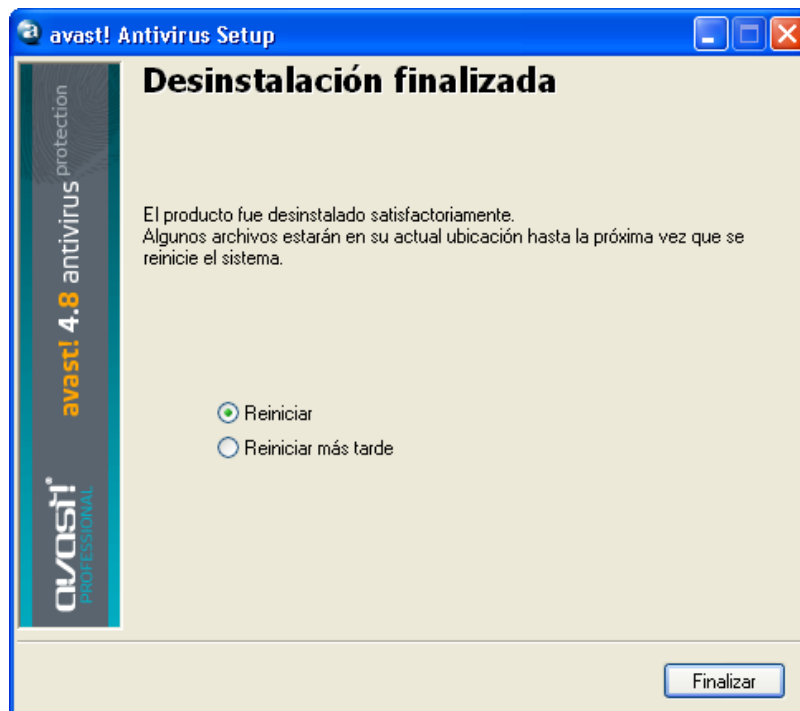 avast! Antivirus Setup
Desinstalación finalizada
El producto fue desinstalado satisfactoriamente.
Algunos archivos estarán en su actual ubicación hasta la próxima vez que se
reinicie el sistema.
Reiniciar
Reiniciar más tarde
avast! 4.8 antivirus protection
avast!
PROFESSIONAL
Finalizar